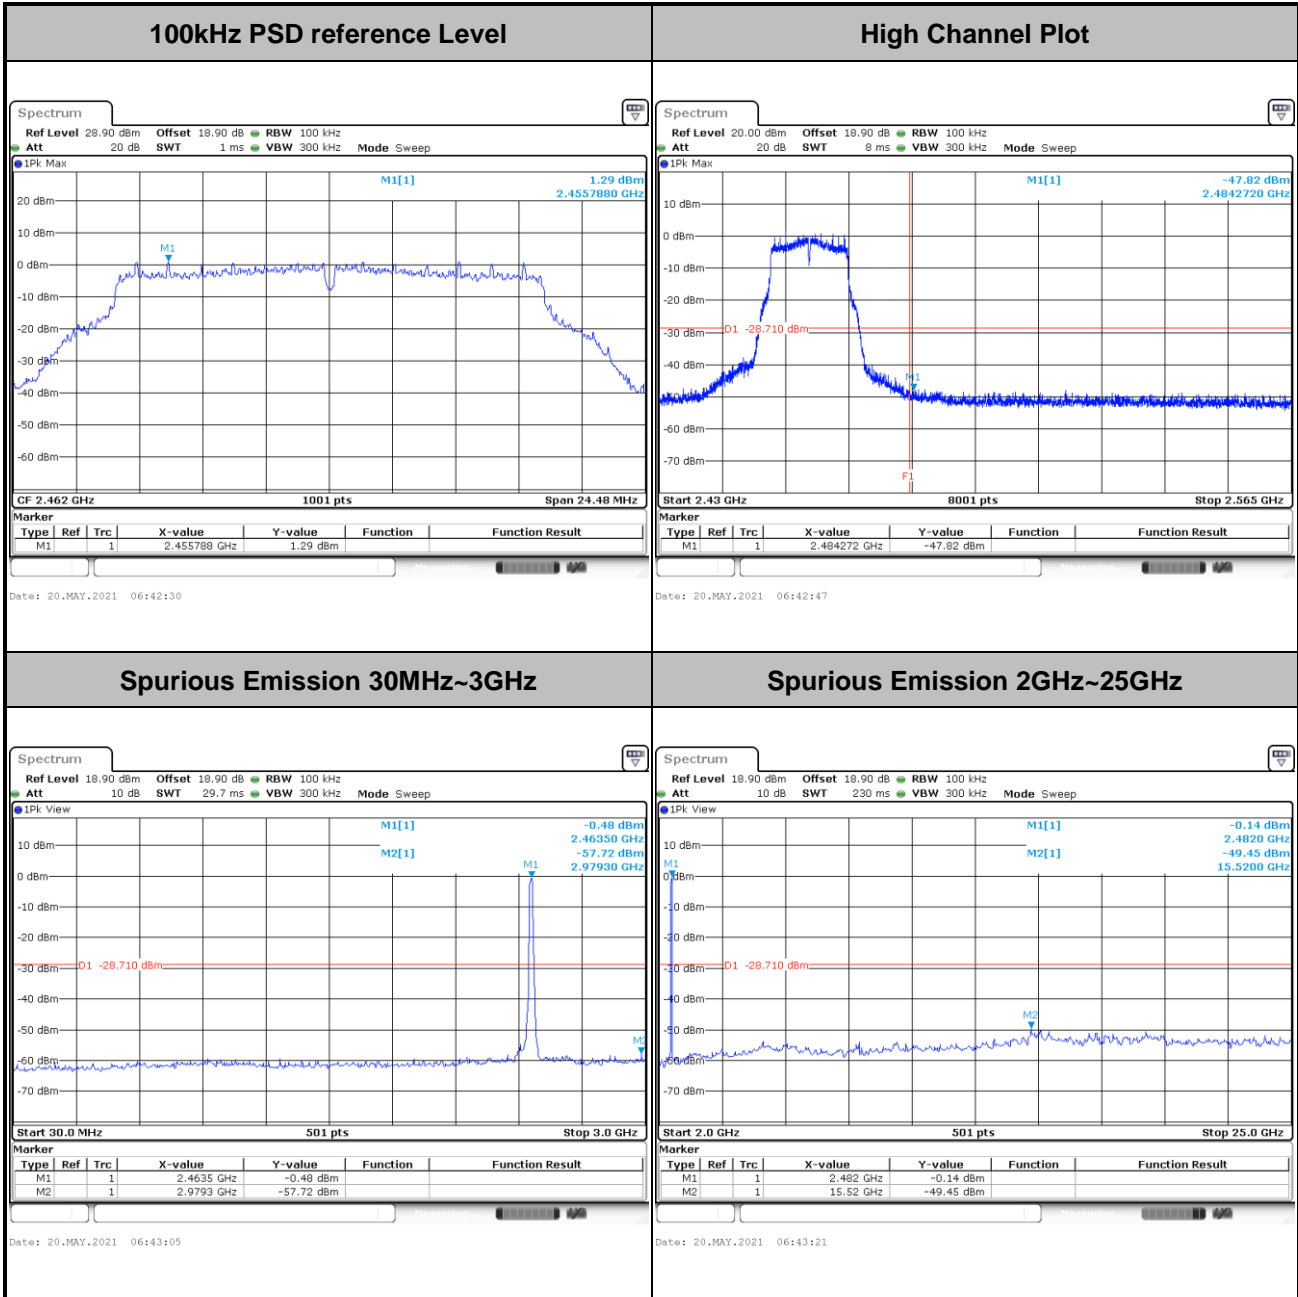 100kHz PSD reference Level
High Channel Plot
Spectrum
Ref Level 28.90 dBm Offset 18.90 dB RBW 100 kHz
Att 20 dB SWT 1 ms VBW 300 kHz Mode Sweep
1Pk Max
M1[1] 1.29 dBm
2.4557880 GHz
20 dBm
10 dBm
M1
0 dBm
-10 dBm
-20 dBm
-30 dBm
-40 dBm
-50 dBm
-60 dBm
CF 2.462 GHz 1001 pts Span 24.48 MHz
Marker
Type Ref Trc X-value Y-value Function Function Result
M1 1 2.455788 GHz 1.29 dBm
Measuring...
Date: 20.MAY.2021 06:42:30
Spectrum
Ref Level 20.00 dBm Offset 18.90 dB RBW 100 kHz
Att 20 dB SWT 8 ms VBW 300 kHz Mode Sweep
1Pk Max
M1[1] -47.82 dBm
2.4842720 GHz
10 dBm
0 dBm
-10 dBm
-20 dBm
D1 -28.710 dBm
-30 dBm
-40 dBm
M1
-60 dBm
-70 dBm
F1
Start 2.43 GHz 8001 pts Stop 2.565 GHz
Marker
Type Ref Trc X-value Y-value Function Function Result
M1 1 2.484272 GHz -47.82 dBm
Measuring...
Date: 20.MAY.2021 06:42:47
Spurious Emission 30MHz~3GHz
Spurious Emission 2GHz~25GHz
Spectrum
Ref Level 18.90 dBm Offset 18.90 dB RBW 100 kHz
Att 10 dB SWT 29.7 ms VBW 300 kHz Mode Sweep
1Pk View
M1[1] -0.48 dBm
2.46350 GHz
10 dBm
M2[1] -57.72 dBm
2.97930 GHz
M1
0 dBm
-10 dBm
-20 dBm
D1 -28.710 dBm
-30 dBm
-40 dBm
-50 dBm
M2
-60 dBm
-70 dBm
Start 30.0 MHz 501 pts Stop 3.0 GHz
Marker
Type Ref Trc X-value Y-value Function Function Result
M1 1 2.4635 GHz -0.48 dBm
M2 1 2.9793 GHz -57.72 dBm
Measuring...
Date: 20.MAY.2021 06:43:05
Spectrum
Ref Level 18.90 dBm Offset 18.90 dB RBW 100 kHz
Att 10 dB SWT 230 ms VBW 300 kHz Mode Sweep
1Pk View
M1[1] -0.14 dBm
2.4820 GHz
10 dBm
M2[1] -49.45 dBm
15.5200 GHz
M1
0 dBm
-10 dBm
-20 dBm
D1 -28.710 dBm
-30 dBm
-40 dBm
M2
-50 dBm
-60 dBm
-70 dBm
Start 2.0 GHz 501 pts Stop 25.0 GHz
Marker
Type Ref Trc X-value Y-value Function Function Result
M1 1 2.482 GHz -0.14 dBm
M2 1 15.52 GHz -49.45 dBm
Measuring...
Date: 20.MAY.2021 06:43:21